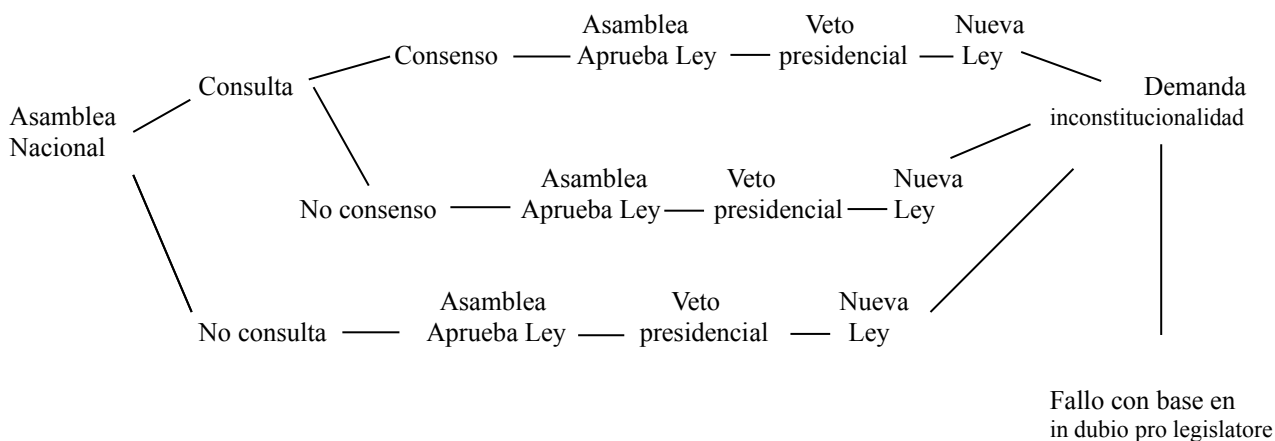 Asamblea
Nacional
Consulta
Consenso
Asamblea
Aprueba Ley
Veto
presidencial
Nueva
Ley
Demanda
inconstitucionalidad
No consenso
Asamblea
Aprueba Ley
Veto
presidencial
Nueva
Ley
No consulta
Asamblea
Aprueba Ley
Veto
presidencial
Nueva
Ley
Fallo con base en
in dubio pro legislatore